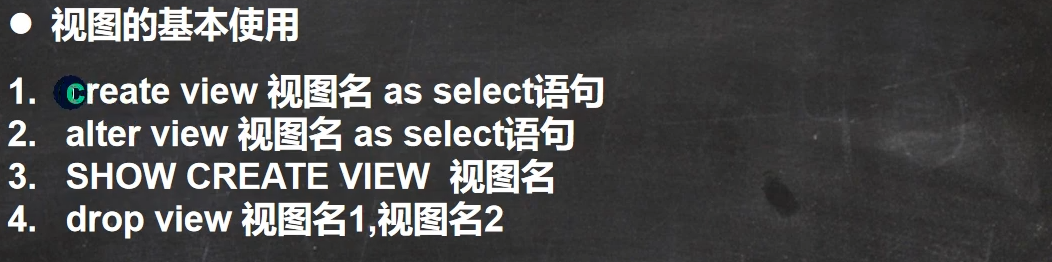 ● 视图的基本使用
1. create view 视图名 as select语句
2. alter view 视图名 as select语句
3. SHOW CREATE VIEW 视图名
4. drop view 视图名1,视图名2